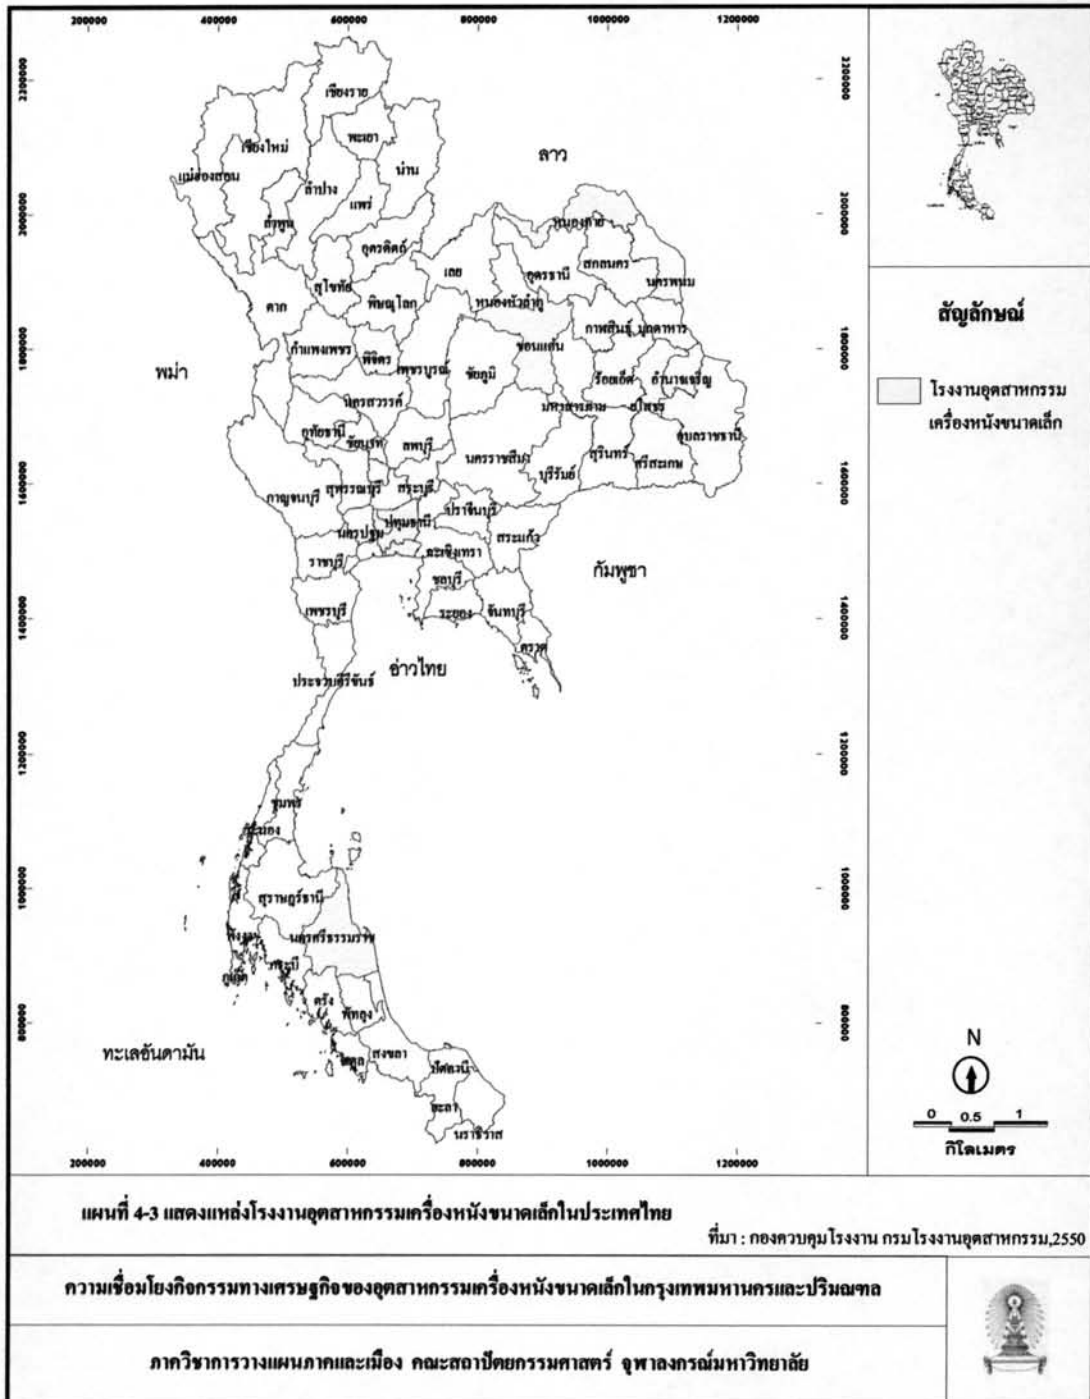 200000 400000 600000 800000 1000000 1200000
2200000 2200000
เชียงราย
เชียงใหม่ พะเยา
น่าน
ลาว
แม่ฮ่องสอน
ลำปาง
แพร่
2000000 2000000
ลำพูน
หนองคาย
อุตรดิตถ์
สกลนคร
เลย
อุดรธานี
นครพนม
สุโขทัย
พิษณุโลก
หนองบัวลำภู
ตาก
สัญลักษณ์
กาฬสินธุ์ มุกดาหาร
กำแพงเพชร
พิจิตร
ขอนแก่น
1800000 1800000
พม่า
เพชรบูรณ์
ชัยภูมิ
ร้อยเอ็ด
อำนาจเจริญ
โรงงานอุตสาหกรรม
เครื่องหนังขนาดเล็ก
นครสวรรค์
มหาสารคาม
ยโสธร
อุทัยธานี
ชัยนาท
ลพบุรี
อุบลราชธานี
นครราชสีมา
สุรินทร์
ศรีสะเกษ
บุรีรัมย์
กาญจนบุรี
สุพรรณบุรี
สระบุรี
1600000 1600000
ปราจีนบุรี
นครปฐม
ปทุมธานี
สระแก้ว
ราชบุรี
ฉะเชิงเทรา
กัมพูชา
ชลบุรี
เพชรบุรี
ระยอง
จันทบุรี
1400000 1400000
ตราด
อ่าวไทย
ประจวบคีรีขันธ์
1200000 1200000
ชุมพร
ระนอง
1000000 1000000
สุราษฎร์ธานี
พังงา
นครศรีธรรมราช
กระบี่
ภูเก็ต
ตรัง
พัทลุง
800000 800000
ทะเลอันดามัน
สตูล
สงขลา
ปัตตานี
ยะลา
นราธิวาส
N
0 0.5 1
กิโลเมตร
200000 400000 600000 800000 1000000 1200000
แผนที่ 4-3 แสดงแหล่งโรงงานอุตสาหกรรมเครื่องหนังขนาดเล็กในประเทศไทย
ที่มา : กองควบคุมโรงงาน กรมโรงงานอุตสาหกรรม,2550
ความเชื่อมโยงกิจกรรมทางเศรษฐกิจของอุตสาหกรรมเครื่องหนังขนาดเล็กในกรุงเทพมหานครและปริมณฑล
ภาควิชาการวางแผนภาคและเมือง คณะสถาปัตยกรรมศาสตร์ จุฬาลงกรณ์มหาวิทยาลัย